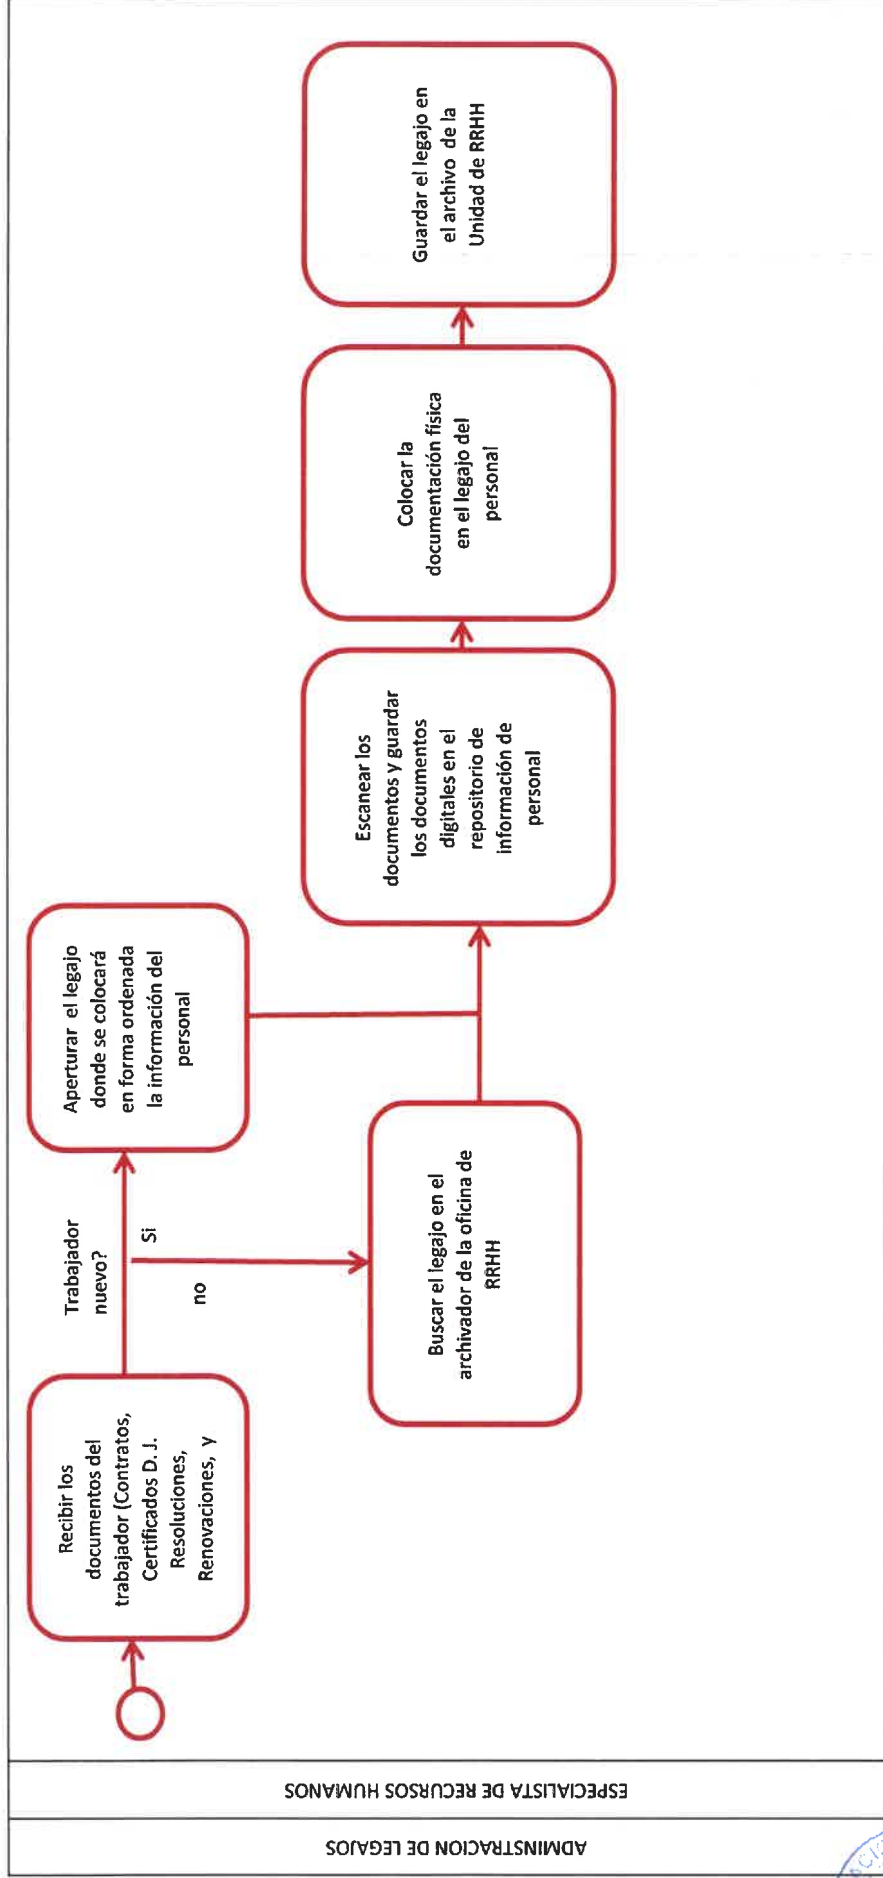 ADMINISTRACION DE LEGAJOS
ESPECIALISTA DE RECURSOS HUMANOS
Recibir los
documentos del
trabajador (Contratos,
Certificados D. J.
Resoluciones,
Renovaciones, y
Trabajador
nuevo?
Si
no
Aperturar el legajo
donde se colocará
en forma ordenada
la información del
personal
Buscar el legajo en el
archivador de la oficina de
RRHH
Escanear los
documentos y guardar
los documentos
digitales en el
repositorio de
información de
personal
Colocar la
documentación física
en el legajo del
personal
Guardar el legajo en
el archivo de la
Unidad de RRHH